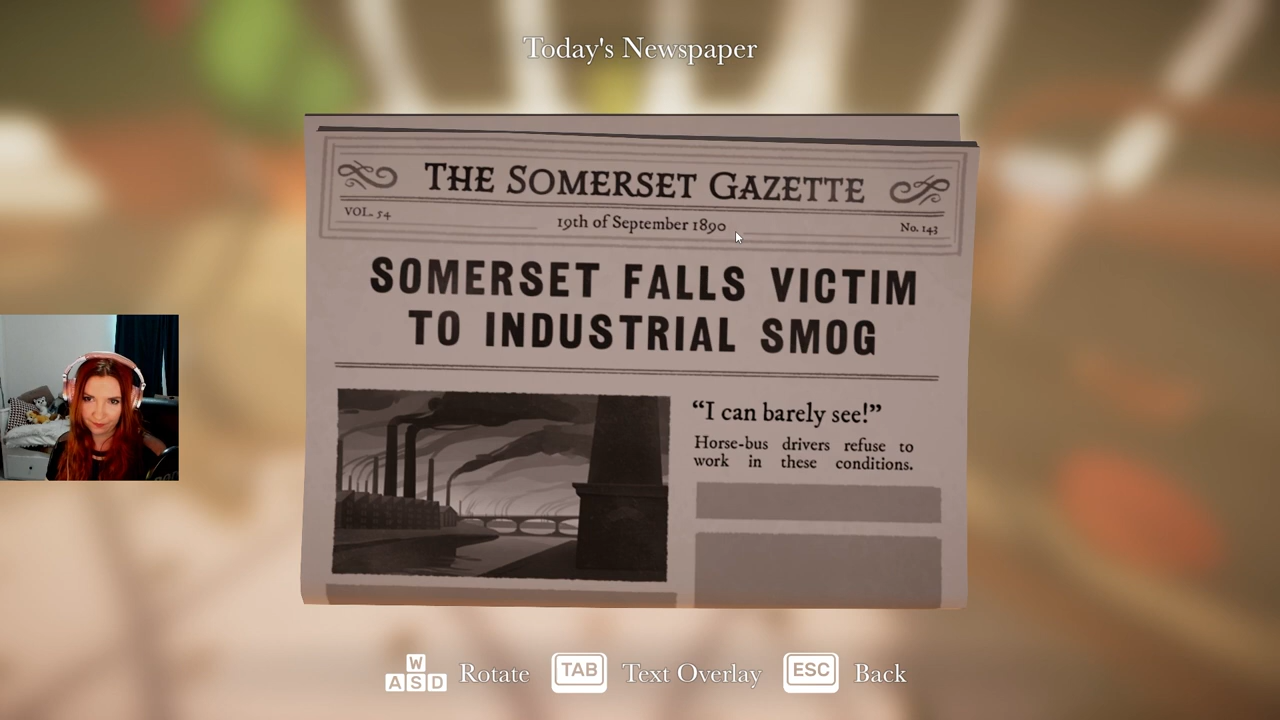 Today's Newspaper
THE SOMERSET GAZETTE
VOL. 54
19th of September 1890
No. 143
SOMERSET FALLS VICTIM
TO INDUSTRIAL SMOG
“I can barely see!”
Horse-bus drivers refuse to
work in these conditions.
W
A S D Rotate TAB Text Overlay ESC Back